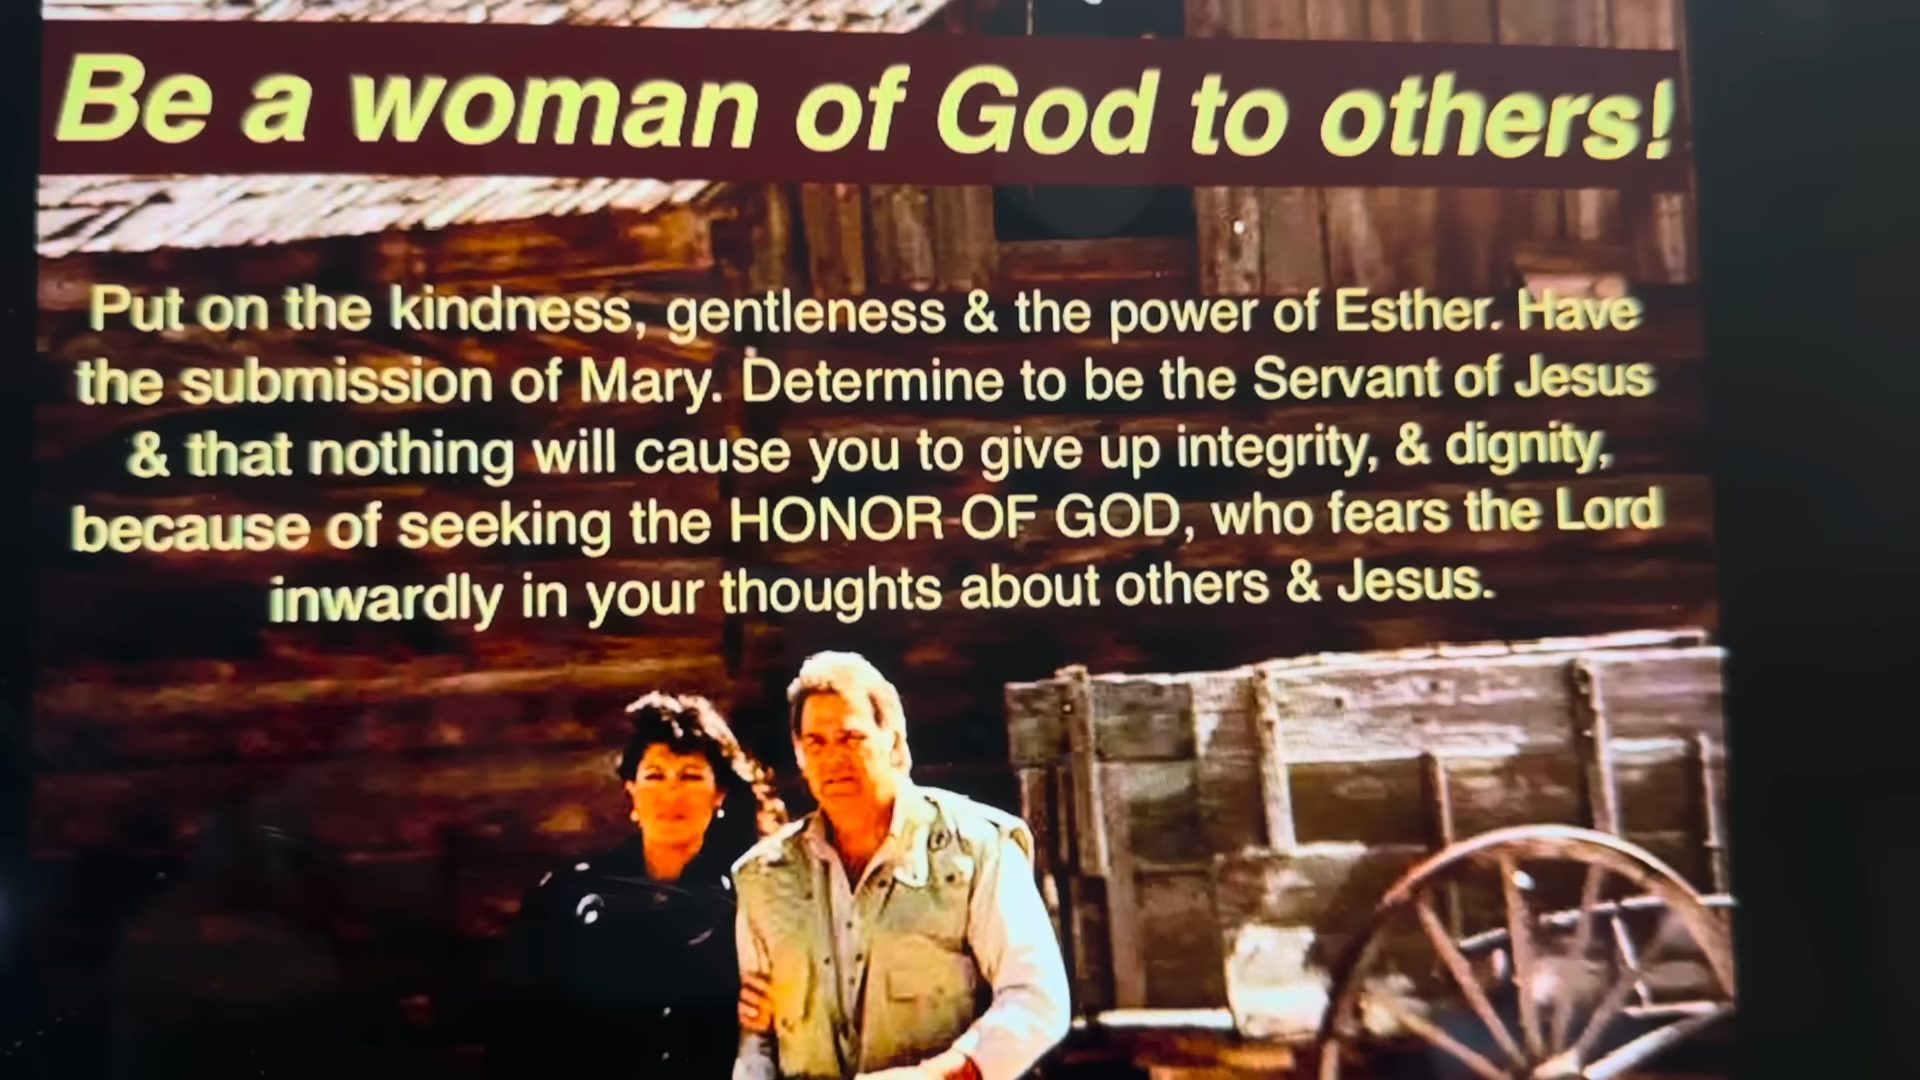 Be a woman of God to others!
Put on the kindness, gentleness & the power of Esther. Have
the submission of Mary. Determine to be the Servant of Jesus
& that nothing will cause you to give up integrity, & dignity,
because of seeking the HONOR OF GOD, who fears the Lord
inwardly in your thoughts about others & Jesus.